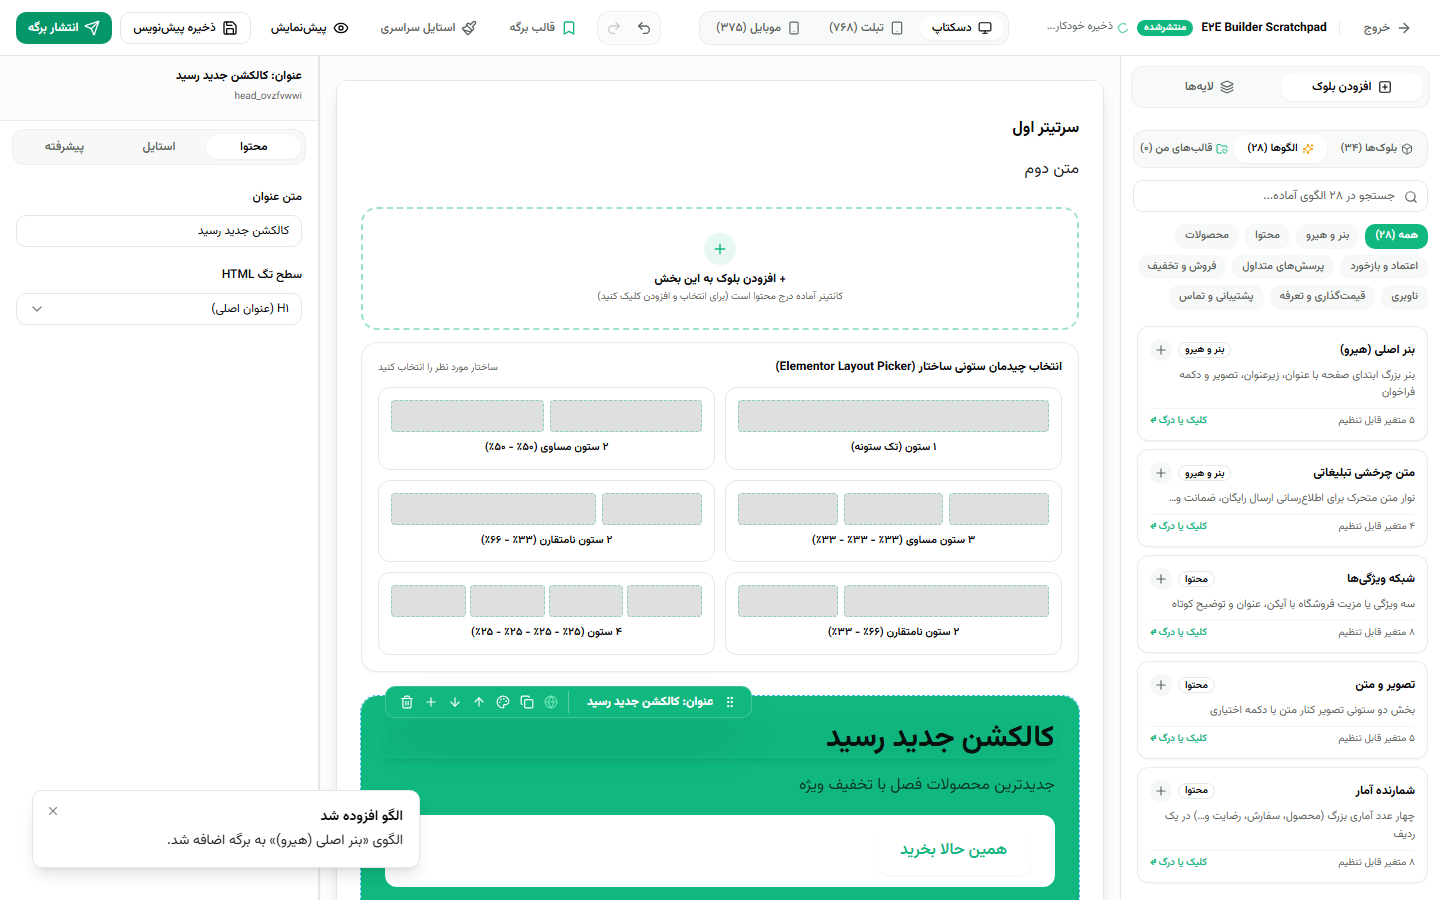 خروج
E2E Builder Scratchpad
منتشرشده
ذخیره خودکار...
دسکتاپ
تبلت (۷۶۸)
موبایل (۳۷۵)
قالب برگه
استایل سراسری
پیش‌نمایش
ذخیره پیش‌نویس
انتشار برگه
افزودن بلوک
لایه‌ها
بلوک‌ها (۳۴)
الگوها (۲۸)
قالب‌های من (۰)
جستجو در ۲۸ الگوی آماده...
همه (۲۸)
بنر و هیرو
محتوا
محصولات
اعتماد و بازخورد
پرسش‌های متداول
فروش و تخفیف
ناوبری
قیمت‌گذاری و تعرفه
پشتیبانی و تماس
بنر اصلی (هیرو)
بنر و هیرو
بنر بزرگ ابتدای صفحه با عنوان، زیرعنوان، تصویر و دکمه
فراخوان
۵ متغیر قابل تنظیم
کلیک یا درگ
متن چرخشی تبلیغاتی
بنر و هیرو
نوار متن متحرک برای اطلاع‌رسانی ارسال رایگان، ضمانت و...
۴ متغیر قابل تنظیم
کلیک یا درگ
شبکه ویژگی‌ها
محتوا
سه ویژگی یا مزیت فروشگاه با آیکن، عنوان و توضیح کوتاه
۸ متغیر قابل تنظیم
کلیک یا درگ
تصویر و متن
محتوا
بخش دو ستونی تصویر کنار متن با دکمه اختیاری
۵ متغیر قابل تنظیم
کلیک یا درگ
شمارنده آمار
محتوا
چهار عدد آماری بزرگ (محصول، سفارش، رضایت و...) در یک
ردیف
۸ متغیر قابل تنظیم
کلیک یا درگ
سرتیتر اول
متن دوم
+ افزودن بلوک به این بخش
کانتینر آماده درج محتوا است (برای انتخاب و افزودن کلیک کنید)
انتخاب چیدمان ستونی ساختار (Elementor Layout Picker)
ساختار مورد نظر را انتخاب کنید
۱ ستون (تک ستونه)
۲ ستون مساوی (۵۰٪ - ۵۰٪)
۳ ستون مساوی (۳۳٪ - ۳۳٪ - ۳۳٪)
۲ ستون نامتقارن (۳۳٪ - ۶۶٪)
۲ ستون نامتقارن (۶۶٪ - ۳۳٪)
۴ ستون (۲۵٪ - ۲۵٪ - ۲۵٪ - ۲۵٪)
عنوان: کالکشن جدید رسید
کالکشن جدید رسید
جدیدترین محصولات فصل با تخفیف ویژه
همین حالا بخرید
عنوان: کالکشن جدید رسید
head_ovzfvwwi
محتوا
استایل
پیشرفته
متن عنوان
کالکشن جدید رسید
سطح تگ HTML
H1 (عنوان اصلی)
الگو افزوده شد
الگوی «بنر اصلی (هیرو)» به برگه اضافه شد.